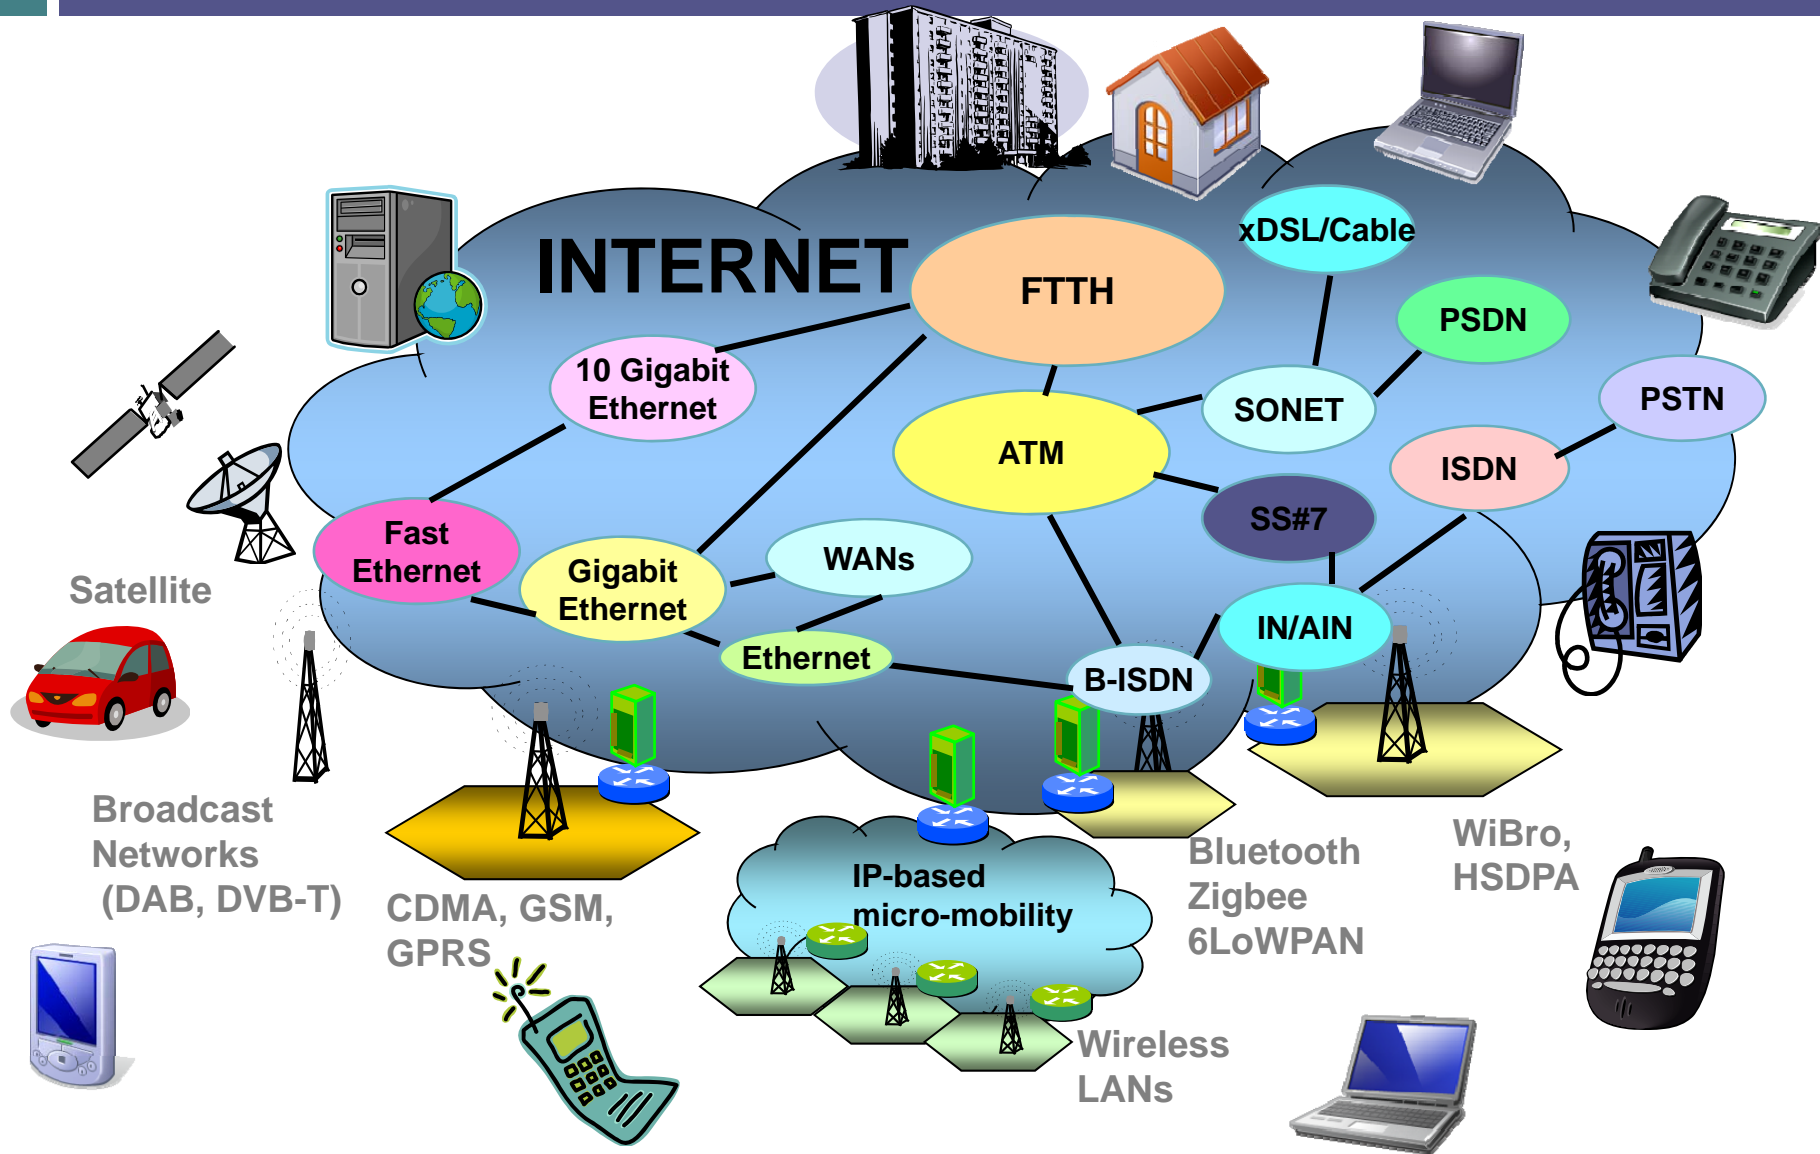 INTERNET
xDSL/Cable
FTTH
PSDN
10 Gigabit
Ethernet
SONET
PSTN
ATM
ISDN
SS#7
Fast
Ethernet
WANs
Gigabit
Ethernet
IN/AIN
Ethernet
B-ISDN
Satellite
Broadcast
Networks
(DAB, DVB-T)
CDMA, GSM,
GPRS
IP-based
micro-mobility
Bluetooth
Zigbee
6LoWPAN
WiBro,
HSDPA
Wireless
LANs